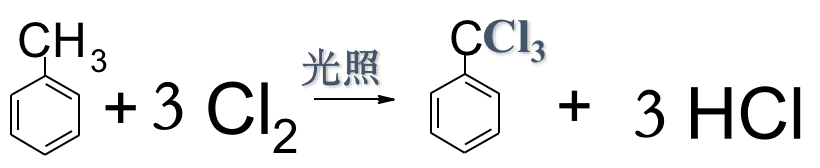 CH₃ + 3 Cl₂ 光照 CCl₃ + 3 HCl